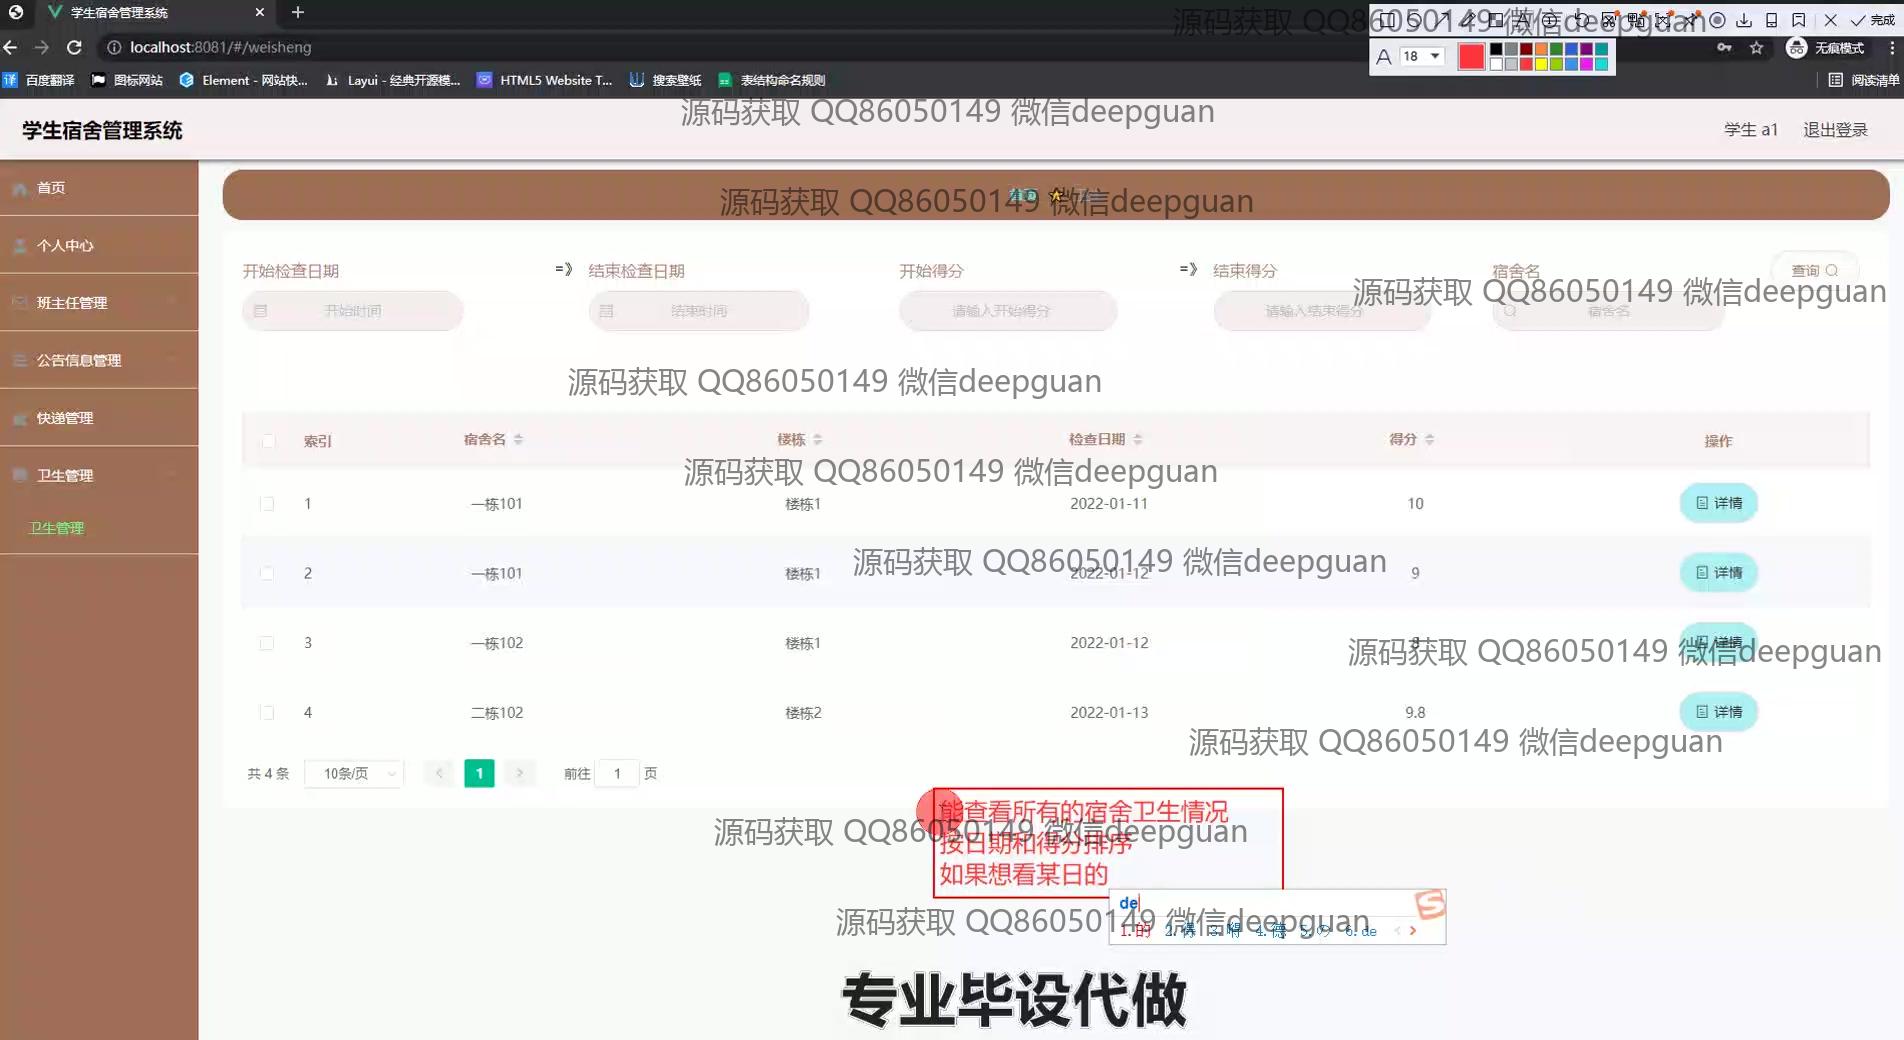 学生宿舍管理系统
源码获取 QQ86050149 微信deepguan
完成
localhost:8081/#/weisheng
A 18
无痕模式
百度翻译 图标网站 Element - 网站快... Layui - 经典开源模... HTML5 Website T... 搜索壁纸 表结构命名规则
阅读清单
源码获取 QQ86050149 微信deepguan
学生宿舍管理系统
学生 a1 退出登录
首页
源码获取 QQ86050149 微信deepguan
个人中心
班主任管理
公告信息管理
快递管理
卫生管理
卫生管理
开始检查日期 =》 结束检查日期 开始得分 =》 结束得分 宿舍名 查询
源码获取 QQ86050149 微信deepguan
开始时间 结束时间 请输入开始得分 请输入结束得分 宿舍名
源码获取 QQ86050149 微信deepguan
索引 宿舍名 楼栋 检查日期 得分 操作
源码获取 QQ86050149 微信deepguan
1 一栋101 楼栋1 2022-01-11 10 详情
源码获取 QQ86050149 微信deepguan
2 一栋101 楼栋1 2022-01-12 9 详情
3 一栋102 楼栋1 2022-01-12 详情
源码获取 QQ86050149 微信deepguan
4 二栋102 楼栋2 2022-01-13 9.8 详情
源码获取 QQ86050149 微信deepguan
共 4 条 10条/页 1 前往 1 页
能查看所有的宿舍卫生情况
源码获取 QQ86050149 微信deepguan
按日期和得分排序
如果想看某日的
de
源码获取 QQ86050149 微信deepguan
1.的 2.得 3.嘚 4.德 5.の 6.de
专业毕设代做